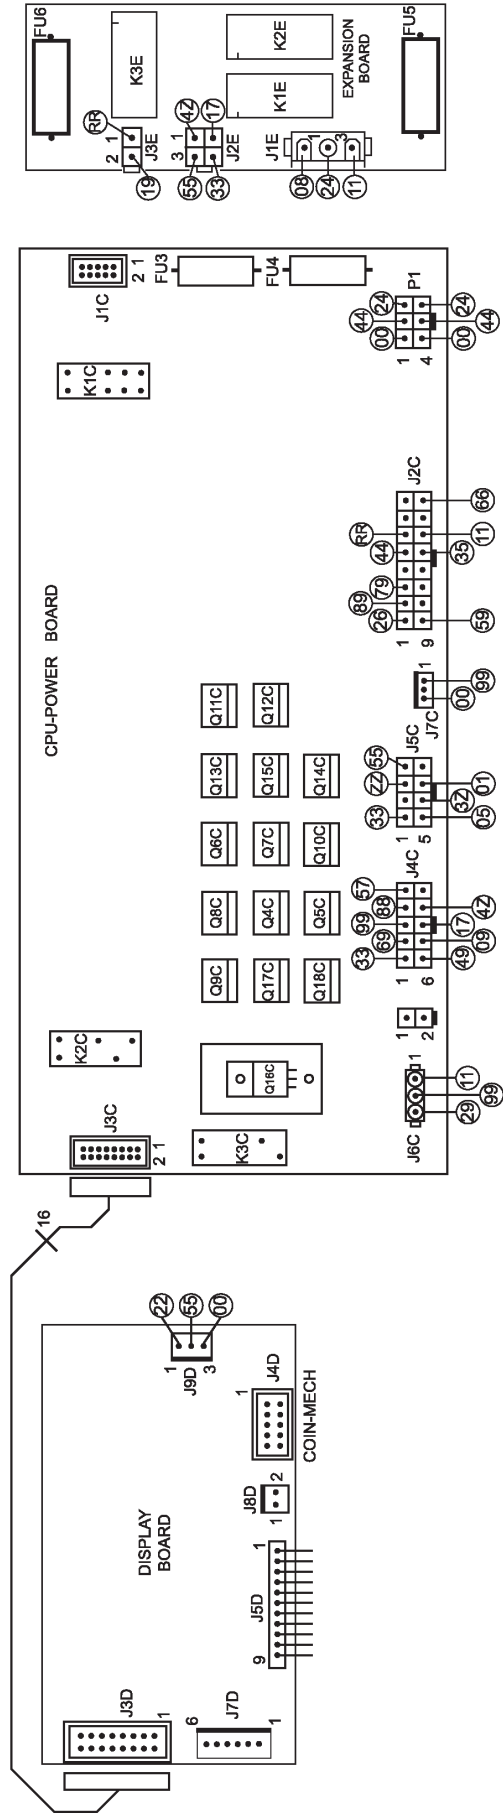 16
DISPLAY
BOARD
J3D
1
6
J7D
1
9
J5D
1
J8D
1
2
1
J4D
COIN-MECH
1
J9D
3
22
55
00
CPU-POWER BOARD
J3C
2 1
K2C
K3C
Q16C
Q9C
Q8C
Q6C
Q13C
Q11C
Q17C
Q4C
Q7C
Q15C
Q12C
Q18C
Q5C
Q10C
Q14C
K1C
J1C
2 1
FU3
FU4
J6C
1
29
99
11
2
33
69
99
88
57
1
J4C
6
49
09
17
4Z
33
ZZ
55
1
J5C
5
05
3Z
01
J7C
1
00
99
26
89
79
44
RR
1
J2C
9
59
35
11
66
00
44
24
1
P1
4
00
44
24
FU6
K3E
K2E
K1E
EXPANSION
BOARD
FU5
RR
2
1
J3E
19
4Z
17
3
1
J2E
55
33
J1E
1
3
08
24
11